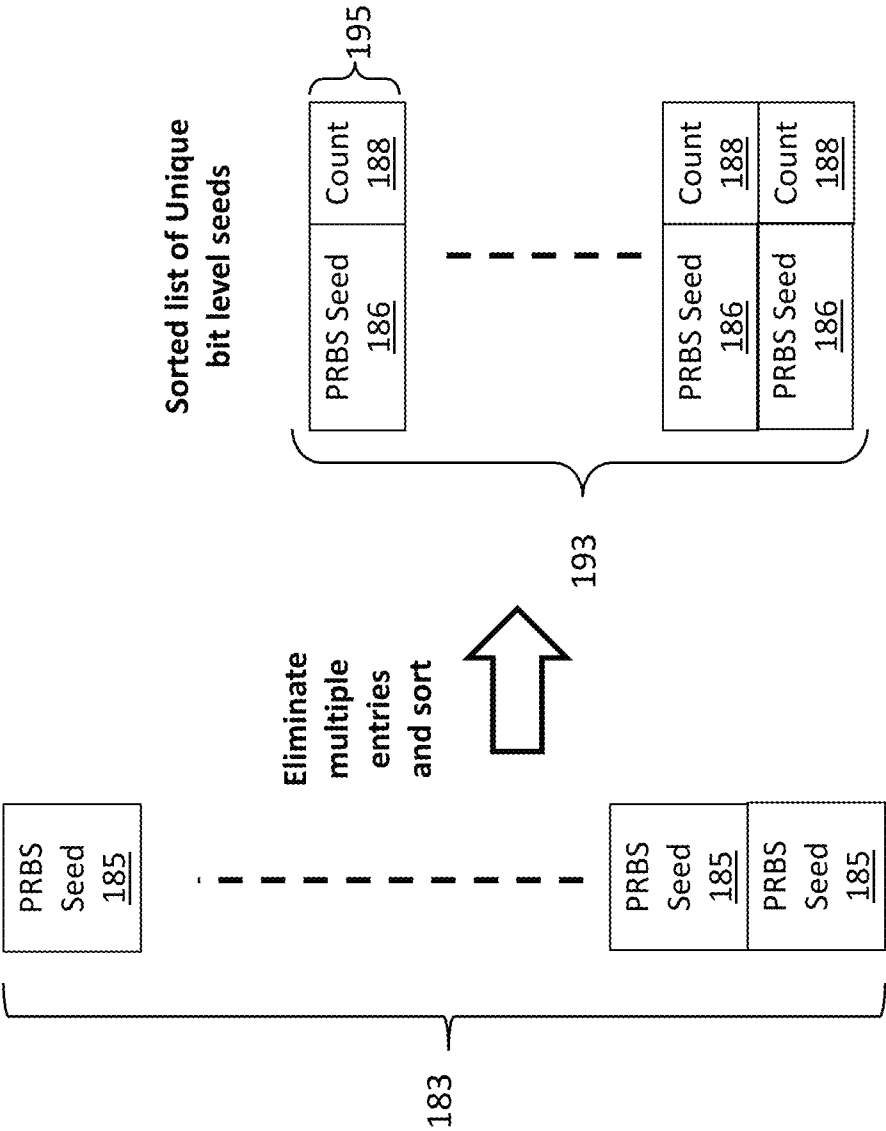 183
PRBS
Seed
185
PRBS
Seed
185
PRBS
Seed
185
Eliminate
multiple
entries
and sort
193
Sorted list of Unique
bit level seeds
PRBS Seed
186
Count
188
195
PRBS Seed
186
Count
188
PRBS Seed
186
Count
188